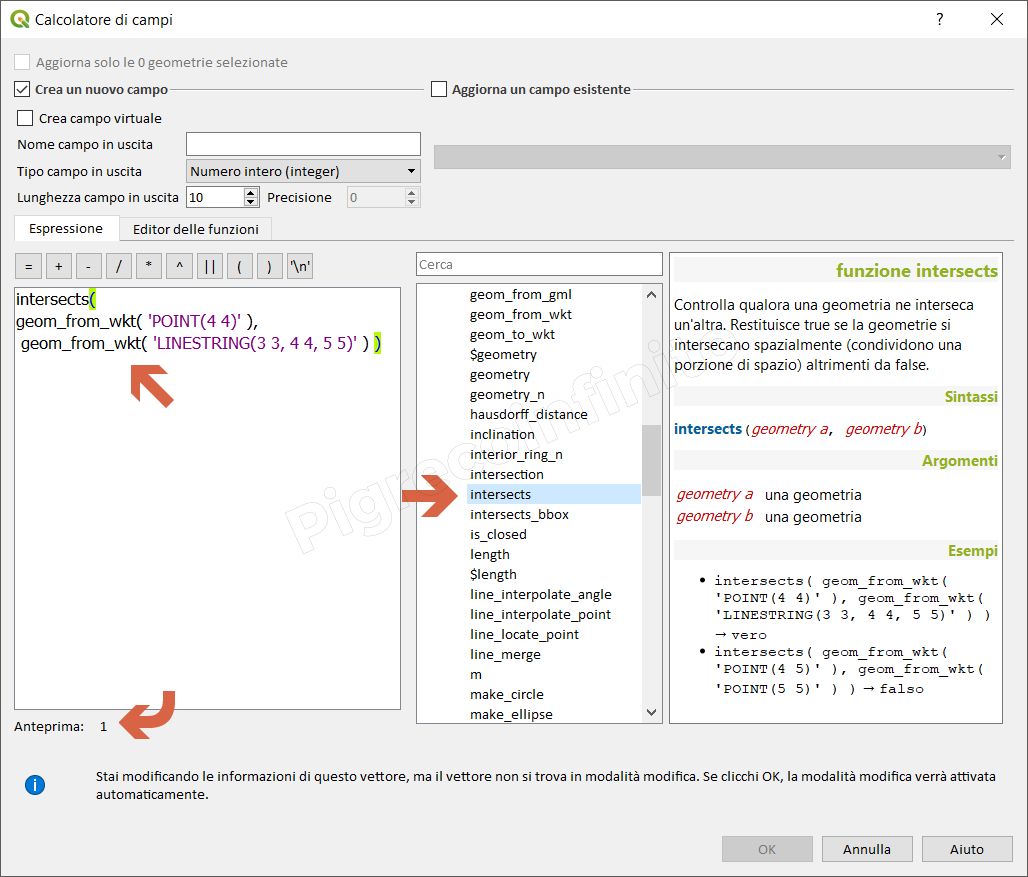 Calcolatore di campi
?
Aggiorna solo le 0 geometrie selezionate
Crea un nuovo campo
Aggiorna un campo esistente
Crea campo virtuale
Nome campo in uscita
Tipo campo in uscita
Numero intero (integer)
Lunghezza campo in uscita
10
Precisione
0
Espressione
Editor delle funzioni
= + - / * ^ || ( ) '\n'
intersects(
geom_from_wkt( 'POINT(4 4)' ),
geom_from_wkt( 'LINESTRING(3 3, 4 4, 5 5)' ) )
Anteprima: 1
Cerca
geom_from_gml
geom_from_wkt
geom_to_wkt
$geometry
geometry
geometry_n
hausdorff_distance
inclination
interior_ring_n
intersection
intersects
intersects_bbox
is_closed
length
$length
line_interpolate_angle
line_interpolate_point
line_locate_point
line_merge
m
make_circle
make_ellipse
funzione intersects
Controlla qualora una geometria ne interseca
un'altra. Restituisce true se la geometrie si
intersecano spazialmente (condividono una
porzione di spazio) altrimenti da false.
Sintassi
intersects(geometry a, geometry b)
Argomenti
geometry a una geometria
geometry b una geometria
Esempi
• intersects( geom_from_wkt(
'POINT(4 4)' ), geom_from_wkt(
'LINESTRING(3 3, 4 4, 5 5)' ) )
→ vero
• intersects( geom_from_wkt(
'POINT(4 5)' ), geom_from_wkt(
'POINT(5 5)' ) ) → falso
Pigrecoinfinito
Stai modificando le informazioni di questo vettore, ma il vettore non si trova in modalità modifica. Se clicchi OK, la modalità modifica verrà attivata
automaticamente.
OK
Annulla
Aiuto